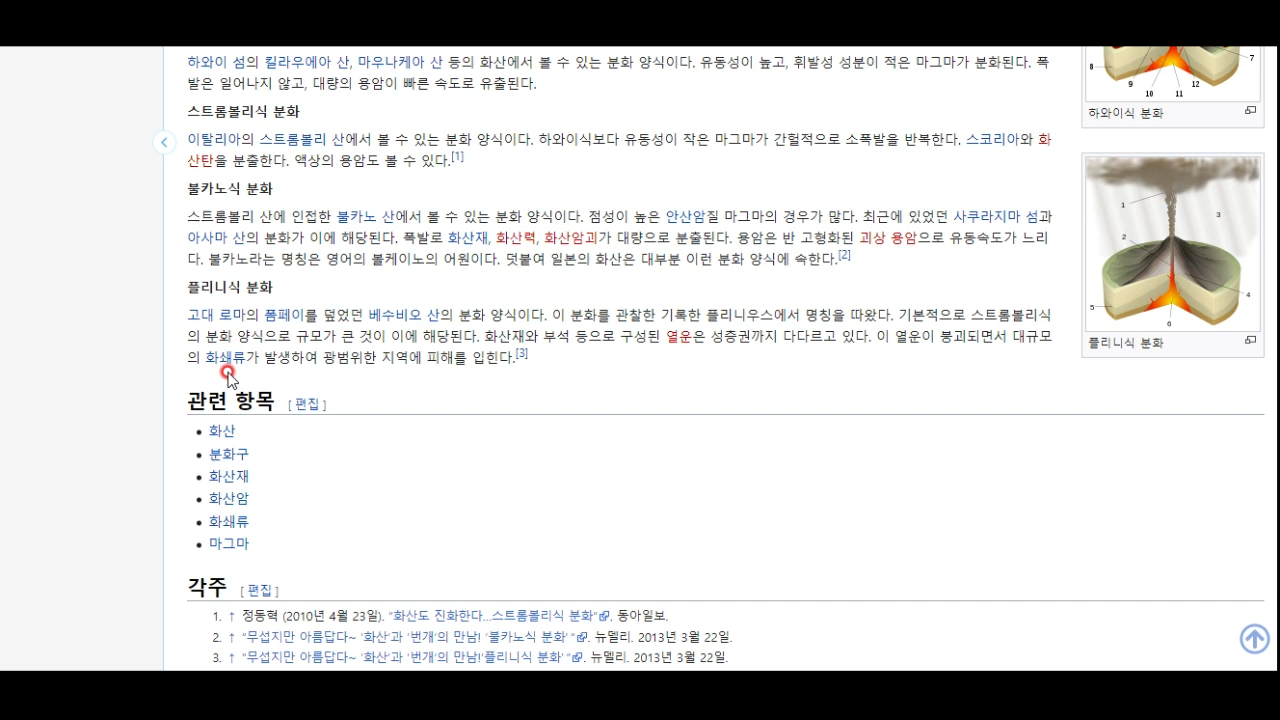 하와이 섬의 킬라우에아 산, 마우나케아 산 등의 화산에서 볼 수 있는 분화 양식이다. 유동성이 높고, 휘발성 성분이 적은 마그마가 분화된다. 폭
발은 일어나지 않고, 대량의 용암이 빠른 속도로 유출된다.
스트롬볼리식 분화
이탈리아의 스트롬볼리 산에서 볼 수 있는 분화 양식이다. 하와이식보다 유동성이 작은 마그마가 간헐적으로 소폭발을 반복한다. 스코리아와 화
산탄을 분출한다. 액상의 용암도 볼 수 있다.[1]
불카노식 분화
스트롬볼리 산에 인접한 불카노 산에서 볼 수 있는 분화 양식이다. 점성이 높은 안산암질 마그마의 경우가 많다. 최근에 있었던 사쿠라지마 섬과
아사마 산의 분화가 이에 해당된다. 폭발로 화산재, 화산력, 화산암괴가 대량으로 분출된다. 용암은 반 고형화된 괴상 용암으로 유동속도가 느리
다. 불카노라는 명칭은 영어의 볼케이노의 어원이다. 덧붙여 일본의 화산은 대부분 이런 분화 양식에 속한다.[2]
플리니식 분화
고대 로마의 폼페이를 덮었던 베수비오 산의 분화 양식이다. 이 분화를 관찰한 기록한 플리니우스에서 명칭을 따왔다. 기본적으로 스트롬볼리식
의 분화 양식으로 규모가 큰 것이 이에 해당된다. 화산재와 부석 등으로 구성된 열운은 성층권까지 다다르고 있다. 이 열운이 붕괴되면서 대규모
의 화쇄류가 발생하여 광범위한 지역에 피해를 입힌다.[3]
관련 항목 [ 편집 ]
• 화산
• 분화구
• 화산재
• 화산암
• 화쇄류
• 마그마
각주 [ 편집 ]
1. ↑ 정동혁 (2010년 4월 23일). “화산도 진화한다...스트롬볼리식 분화”. 동아일보.
2. ↑ “무섭지만 아름답다~ ‘화산’과 ‘번개’의 만남! ‘불카노식 분화’ ”. 뉴델리. 2013년 3월 22일.
3. ↑ “무섭지만 아름답다~ ‘화산’과 ‘번개’의 만남!‘플리니식 분화’ ”. 뉴델리. 2013년 3월 22일.
7
8
9
12
10
11
하와이식 분화
1
3
2
4
5
6
플리니식 분화